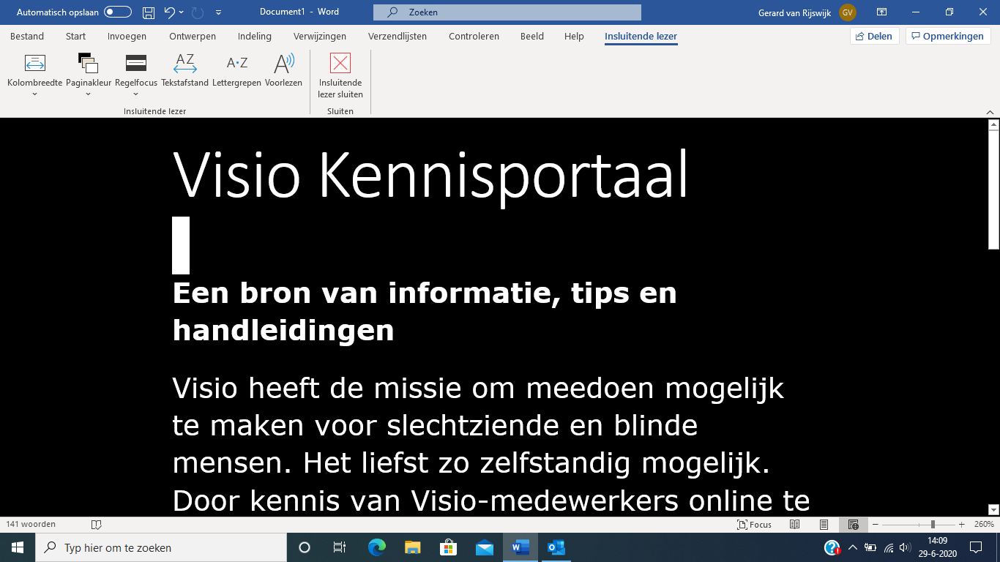 Automatisch opslaan
Document1 - Word
Zoeken
Gerard van Rijswijk
GV
Bestand Start Invoegen Ontwerpen Indeling Verwijzingen Verzendlijsten Controleren Beeld Help Insluitende lezer Delen Opmerkingen
AZ A·Z A
Kolombreedte Paginakleur Regelfocus Tekstafstand Lettergrepen Voorlezen Insluitende
lezer sluiten
Insluitende lezer Sluiten
Visio Kennisportaal
Een bron van informatie, tips en
handleidingen
Visio heeft de missie om meedoen mogelijk
te maken voor slechtziende en blinde
mensen. Het liefst zo zelfstandig mogelijk.
Door kennis van Visio-medewerkers online te
141 woorden Focus 260%
Typ hier om te zoeken
14:09
29-6-2020